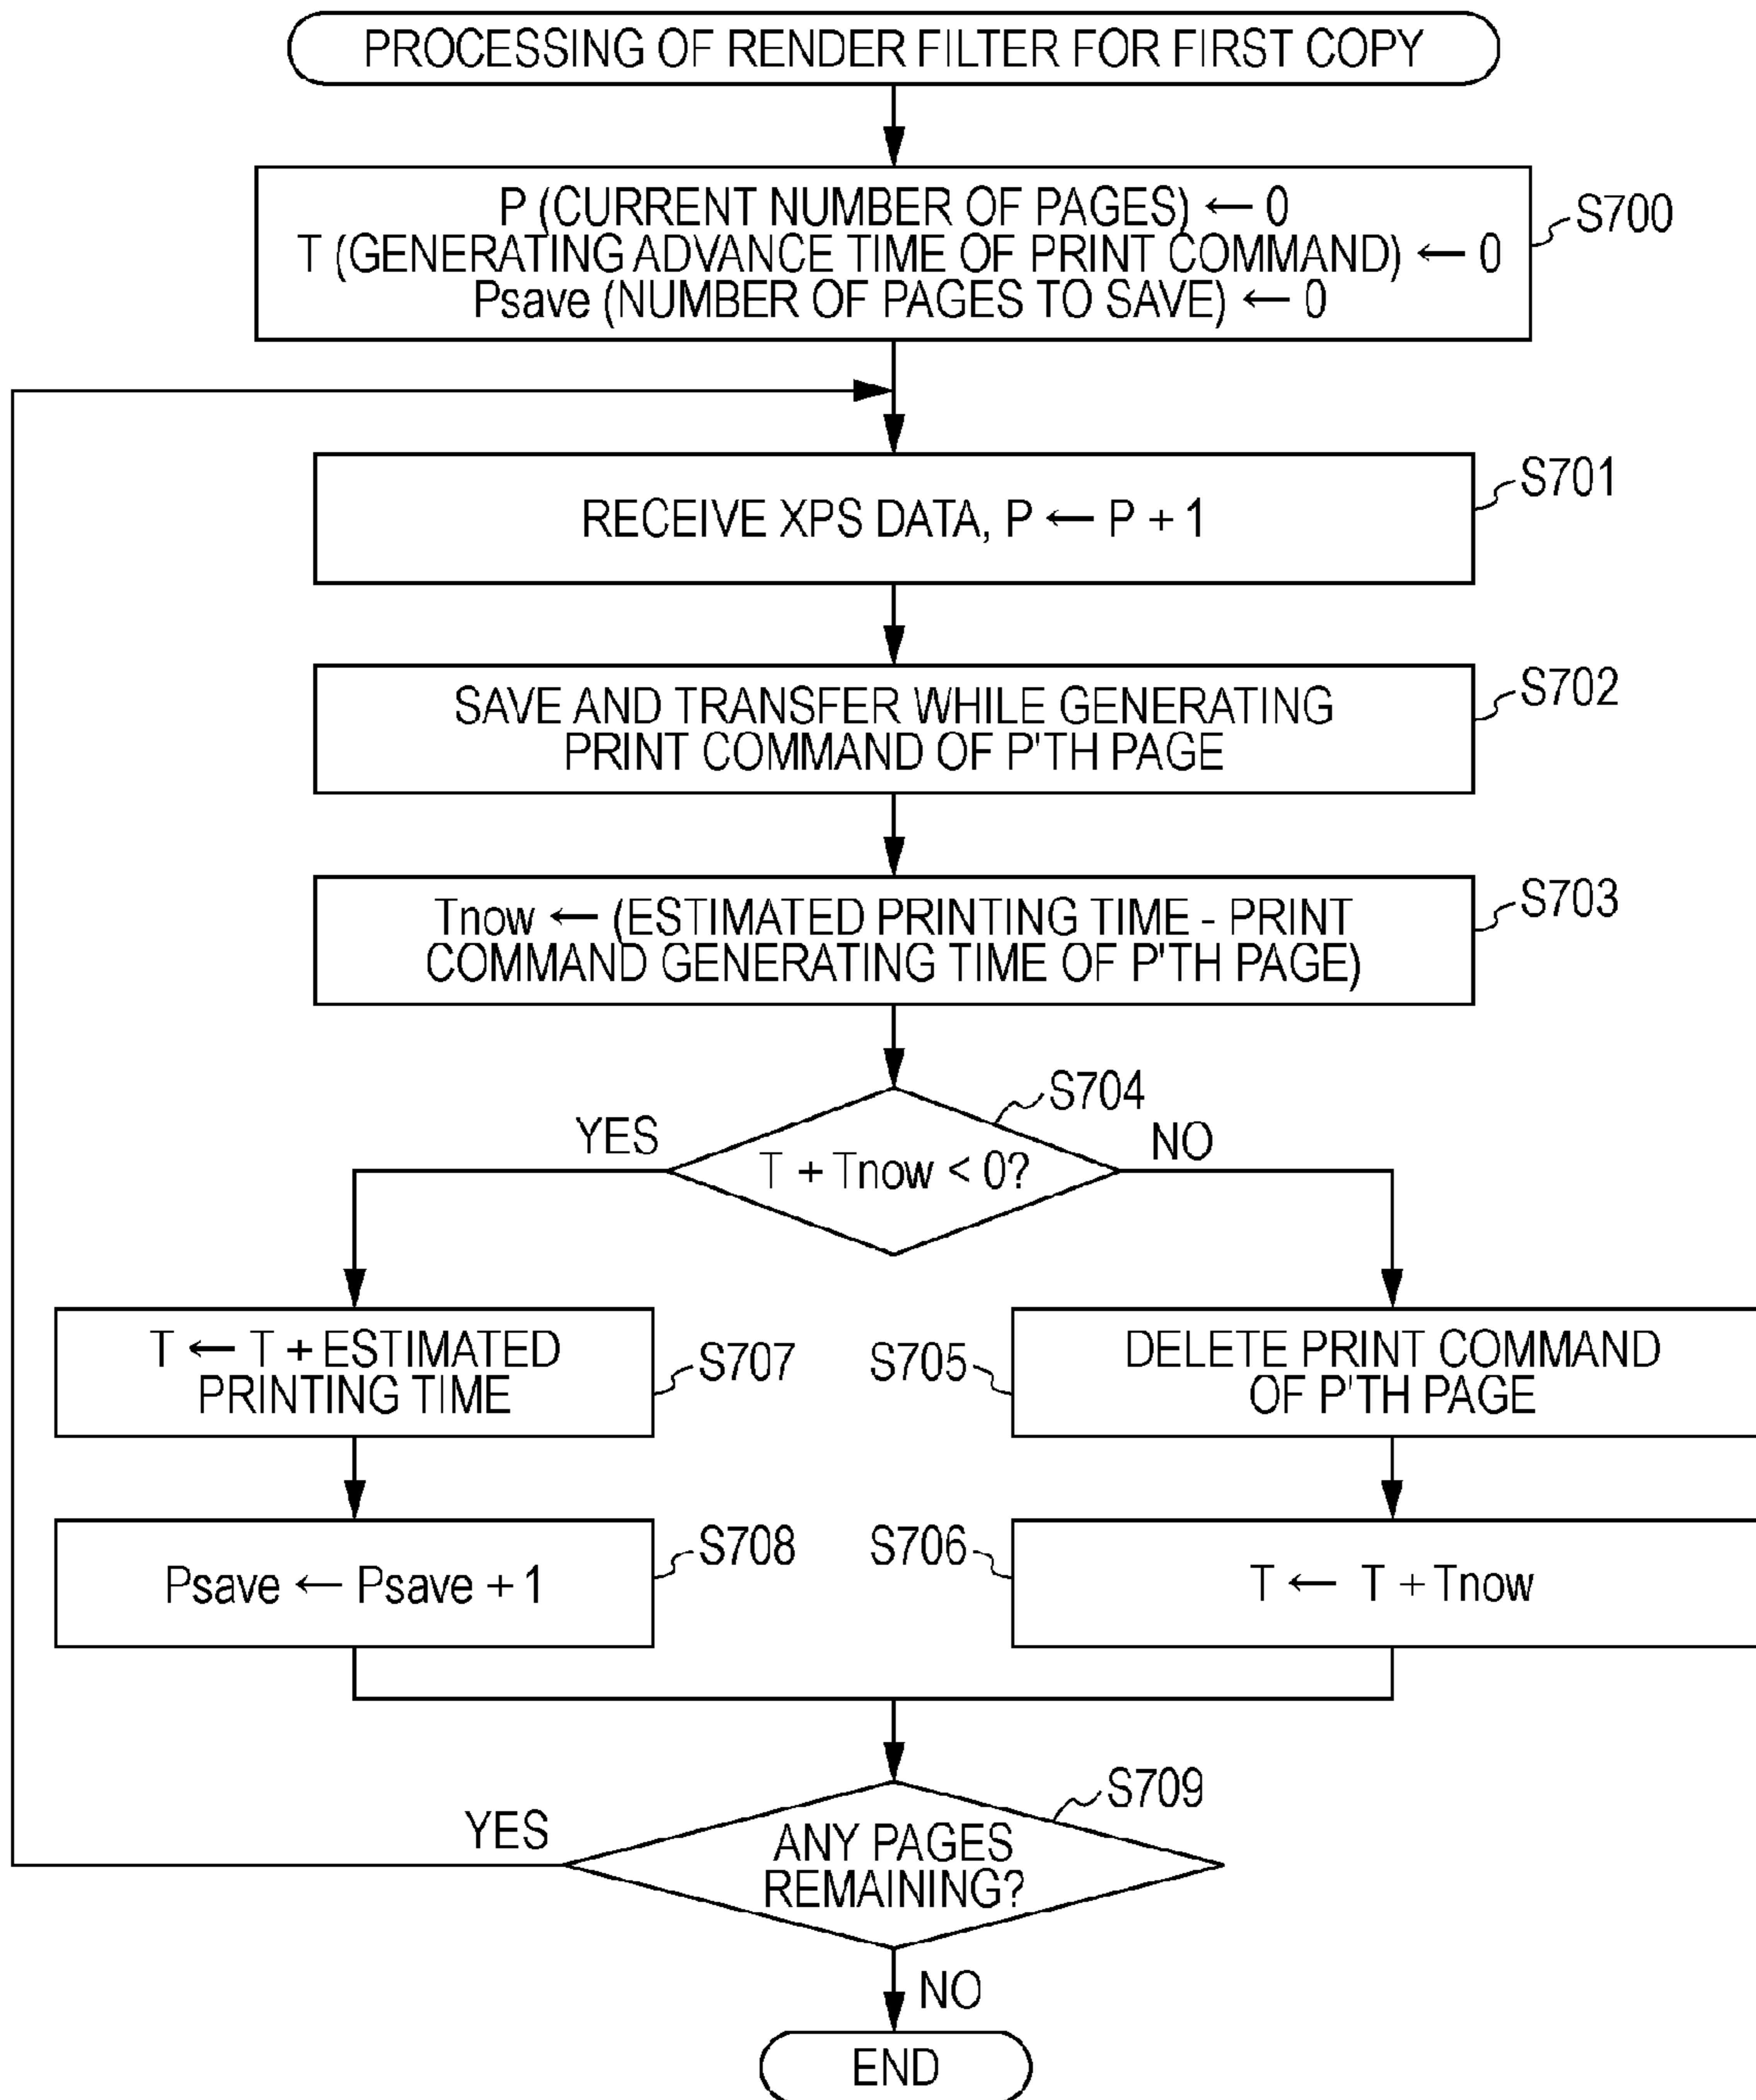 PROCESSING OF RENDER FILTER FOR FIRST COPY
P (CURRENT NUMBER OF PAGES) ← 0
T (GENERATING ADVANCE TIME OF PRINT COMMAND) ← 0
Psave (NUMBER OF PAGES TO SAVE) ← 0
S700
RECEIVE XPS DATA, P ← P + 1
S701
SAVE AND TRANSFER WHILE GENERATING
PRINT COMMAND OF P'TH PAGE
S702
Tnow ← (ESTIMATED PRINTING TIME - PRINT
COMMAND GENERATING TIME OF P'TH PAGE)
S703
S704
YES
T + Tnow < 0?
NO
T ← T + ESTIMATED
PRINTING TIME
S707
S705
DELETE PRINT COMMAND
OF P'TH PAGE
Psave ← Psave + 1
S708
S706
T ← T + Tnow
S709
YES
ANY PAGES
REMAINING?
NO
END